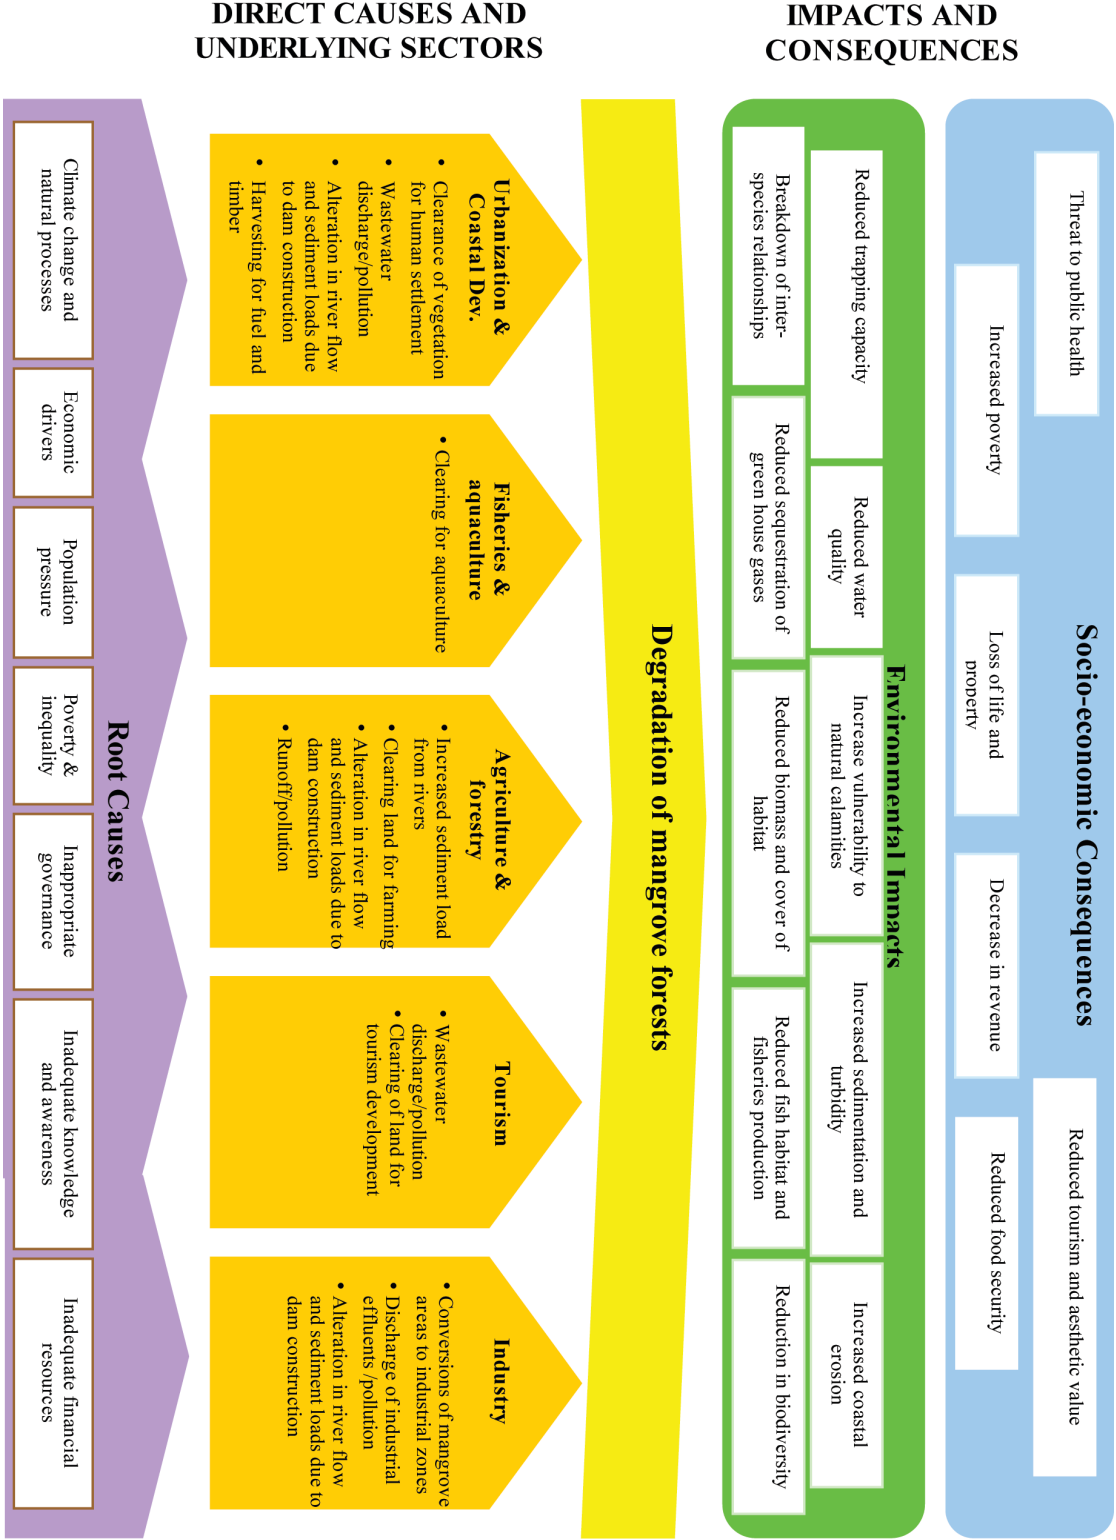 DIRECT CAUSES AND
UNDERLYING SECTORS
IMPACTS AND
CONSEQUENCES
Socio-economic Consequences
Threat to public health
Reduced tourism and aesthetic value
Increased poverty
Loss of life and
property
Decrease in revenue
Reduced food security
Environmental Impacts
Reduced trapping capacity
Reduced water
quality
Increase vulnerability to
natural calamities
Increased sedimentation and
turbidity
Increased coastal
erosion
Breakdown of inter-
species relationships
Reduced sequestration of
green house gases
Reduced biomass and cover of
habitat
Reduced fish habitat and
fisheries production
Reduction in biodiversity
Degradation of mangrove forests
Urbanization &
Coastal Dev.
• Clearance of vegetation
for human settlement
• Wastewater
discharge/pollution
• Alteration in river flow
and sediment loads due
to dam construction
• Harvesting for fuel and
timber
Fisheries &
aquaculture
• Clearing for aquaculture
Agriculture &
forestry
• Increased sediment load
from rivers
• Clearing land for farming
• Alteration in river flow
and sediment loads due to
dam construction
• Runoff/pollution
Tourism
• Wastewater
discharge/pollution
• Clearing of land for
tourism development
Industry
• Conversions of mangrove
areas to industrial zones
• Discharge of industrial
effluents /pollution
• Alteration in river flow
and sediment loads due to
dam construction
Root Causes
Climate change and
natural processes
Economic
drivers
Population
pressure
Poverty &
inequality
Inappropriate
governance
Inadequate knowledge
and awareness
Inadequate financial
resources